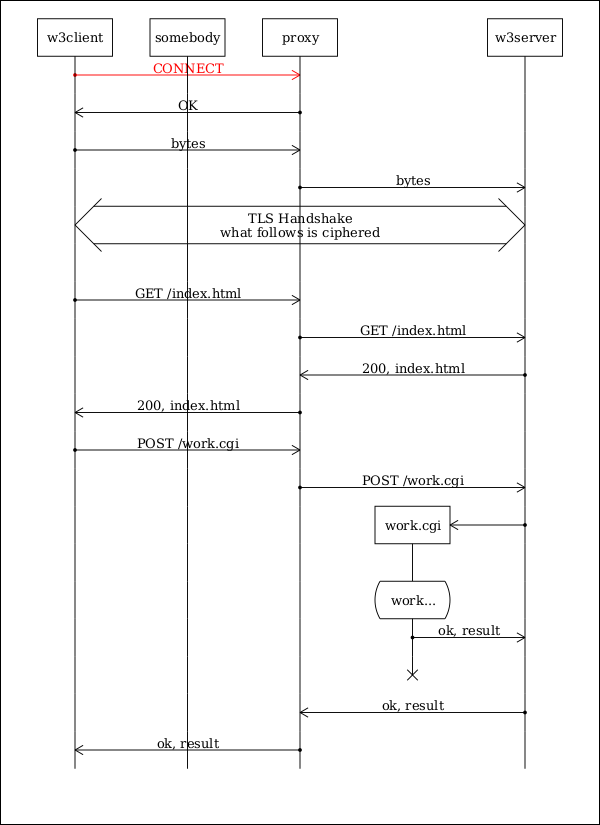 w3client somebody proxy w3server
CONNECT
OK
bytes
bytes
TLS Handshake
what follows is ciphered
GET /index.html
GET /index.html
200, index.html
200, index.html
POST /work.cgi
POST /work.cgi
work.cgi
work...
ok, result
ok, result
ok, result